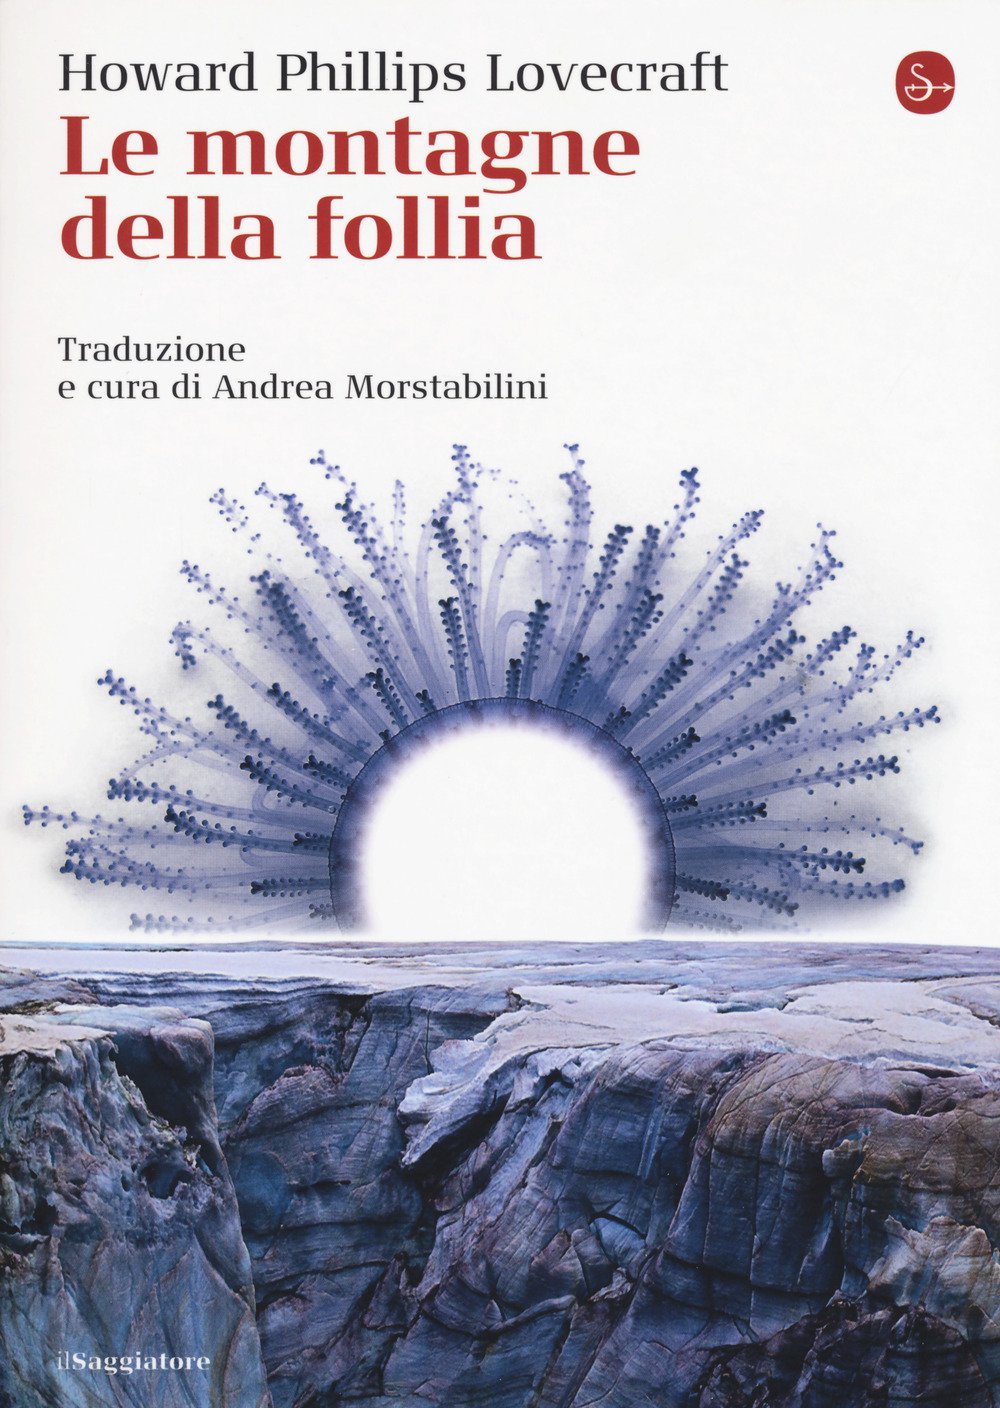 Howard Phillips Lovecraft
Le montagne
della follia
Traduzione
e cura di Andrea Morstabilini
ilSaggiatore